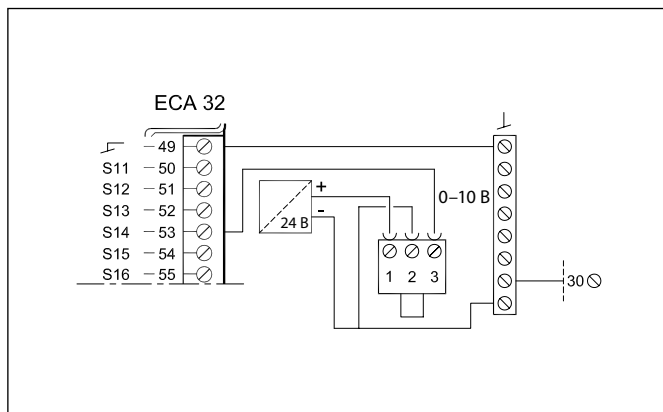 ECA 32
49
S11 50
S12 51
S13 52
S14 53
S15 54
S16 55
+
-
24 В
0–10 В
1 2 3
30